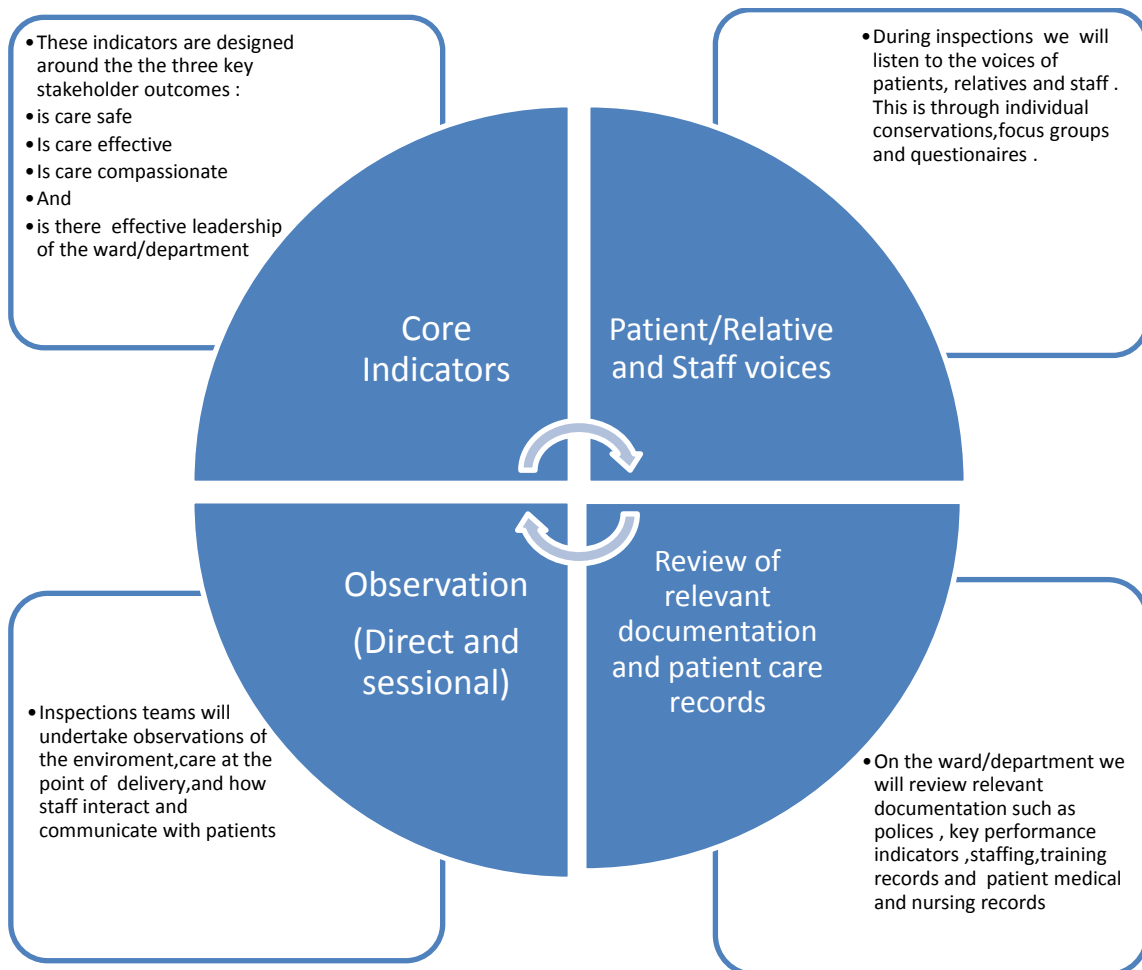 •These indicators are designed
around the the three key
stakeholder outcomes :
•is care safe
•Is care effective
•Is care compassionate
•And
•is there  effective leadership
of the ward/department
•During inspections  we  will
listen to the voices of
patients, relatives and staff .
This is through individual
conservations,focus groups
and questionaires .
Core
Indicators
Patient/Relative
and Staff voices
Observation
(Direct and
sessional)
Review of
relevant
documentation
and patient care
records
•Inspections teams will
undertake observations of
the enviroment,care at the
point of  delivery,and how
staff interact and
communicate with patients
•On the ward/department we
will review relevant
documentation such as
polices , key performance
indicators ,staffing,training
records and  patient medical
and nursing records